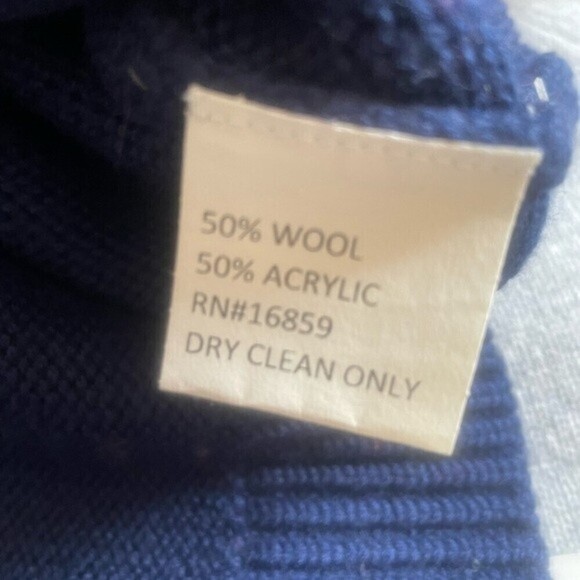 50% WOOL
50% ACRYLIC
RN#16859
DRY CLEAN ONLY